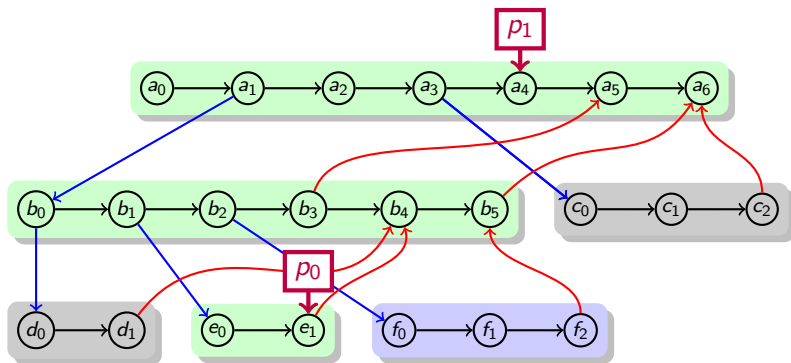 p₁
a₀ a₁ a₂ a₃ a₄ a₅ a₆
b₀ b₁ b₂ b₃ b₄ b₅ c₀ c₁ c₂
p₀
d₀ d₁ e₀ e₁ f₀ f₁ f₂